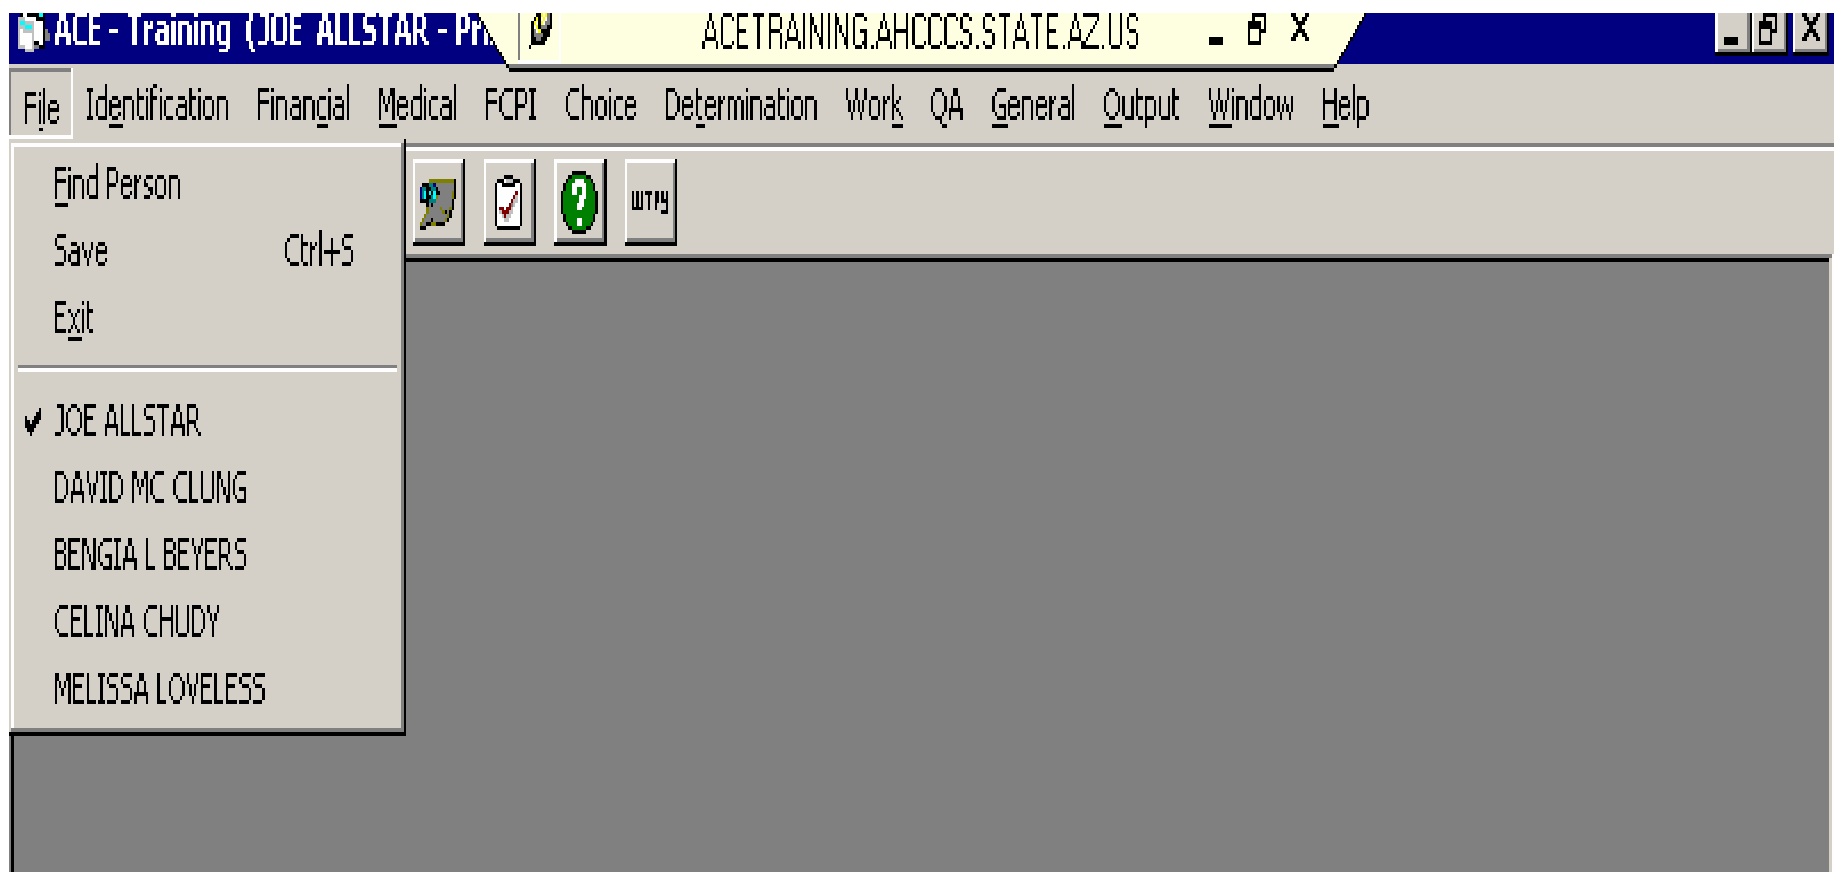 ACE - Training (JOE ALLSTAR - Pri
ACETRAINING.AHCCCS.STATE.AZ.US
File Identification Financial Medical FCPI Choice Determination Work QA General Output Window Help
WTPY
Find Person
Save Ctrl+S
Exit
JOE ALLSTAR
DAVID MC CLUNG
BENGIA L BEYERS
CELINA CHUDY
MELISSA LOVELESS